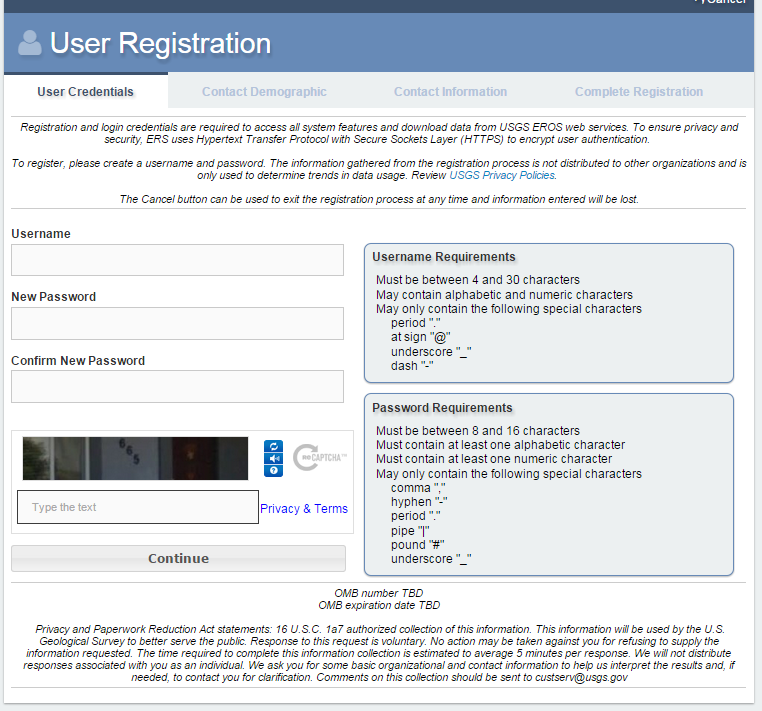 Cancel
User Registration
User Credentials Contact Demographic Contact Information Complete Registration
Registration and login credentials are required to access all system features and download data from USGS EROS web services. To ensure privacy and
security, ERS uses Hypertext Transfer Protocol with Secure Sockets Layer (HTTPS) to encrypt user authentication.
To register, please create a username and password. The information gathered from the registration process is not distributed to other organizations and is
only used to determine trends in data usage. Review USGS Privacy Policies.
The Cancel button can be used to exit the registration process at any time and information entered will be lost.
Username
New Password
Confirm New Password
665
reCAPTCHA™
Type the text
Privacy & Terms
Continue
Username Requirements
Must be between 4 and 30 characters
May contain alphabetic and numeric characters
May only contain the following special characters
period "."
at sign "@"
underscore "_"
dash "-"
Password Requirements
Must be between 8 and 16 characters
Must contain at least one alphabetic character
Must contain at least one numeric character
May only contain the following special characters
comma ","
hyphen "-"
period "."
pipe "|"
pound "#"
underscore "_"
OMB number TBD
OMB expiration date TBD
Privacy and Paperwork Reduction Act statements: 16 U.S.C. 1a7 authorized collection of this information. This information will be used by the U.S.
Geological Survey to better serve the public. Response to this request is voluntary. No action may be taken against you for refusing to supply the
information requested. The time required to complete this information collection is estimated to average 5 minutes per response. We will not distribute
responses associated with you as an individual. We ask you for some basic organizational and contact information to help us interpret the results and, if
needed, to contact you for clarification. Comments on this collection should be sent to custserv@usgs.gov